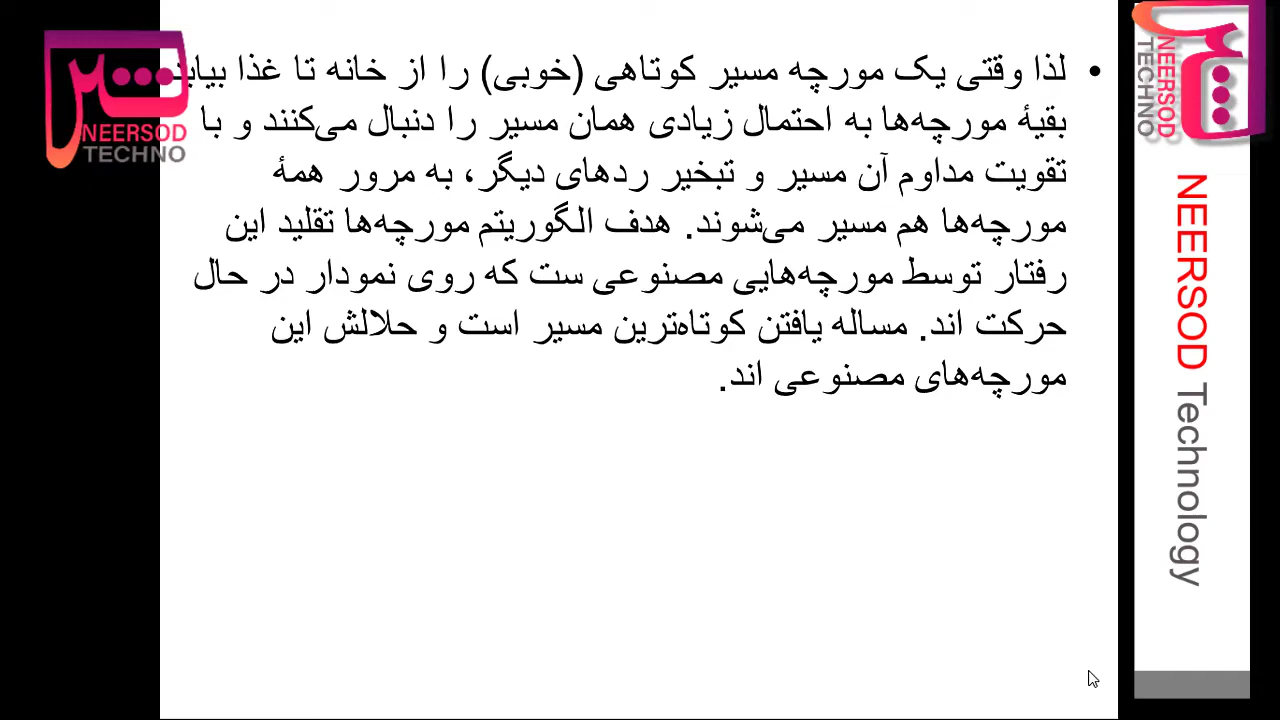 • لذا وقتی یک مورچه مسیر کوتاهی (خوبی) را از خانه تا غذا بیابد
بقیهٔ مورچه‌ها به احتمال زیادی همان مسیر را دنبال می‌کنند و با
تقویت مداوم آن مسیر و تبخیر ردهای دیگر، به مرور همهٔ
مورچه‌ها هم مسیر می‌شوند. هدف الگوریتم مورچه‌ها تقلید این
رفتار توسط مورچه‌هایی مصنوعی ست که روی نمودار در حال
حرکت اند. مساله یافتن کوتاه‌ترین مسیر است و حلالش این
مورچه‌های مصنوعی اند.
NEERSOD
TECHNO
NEERSOD
TECHNO
NEERSOD Technology